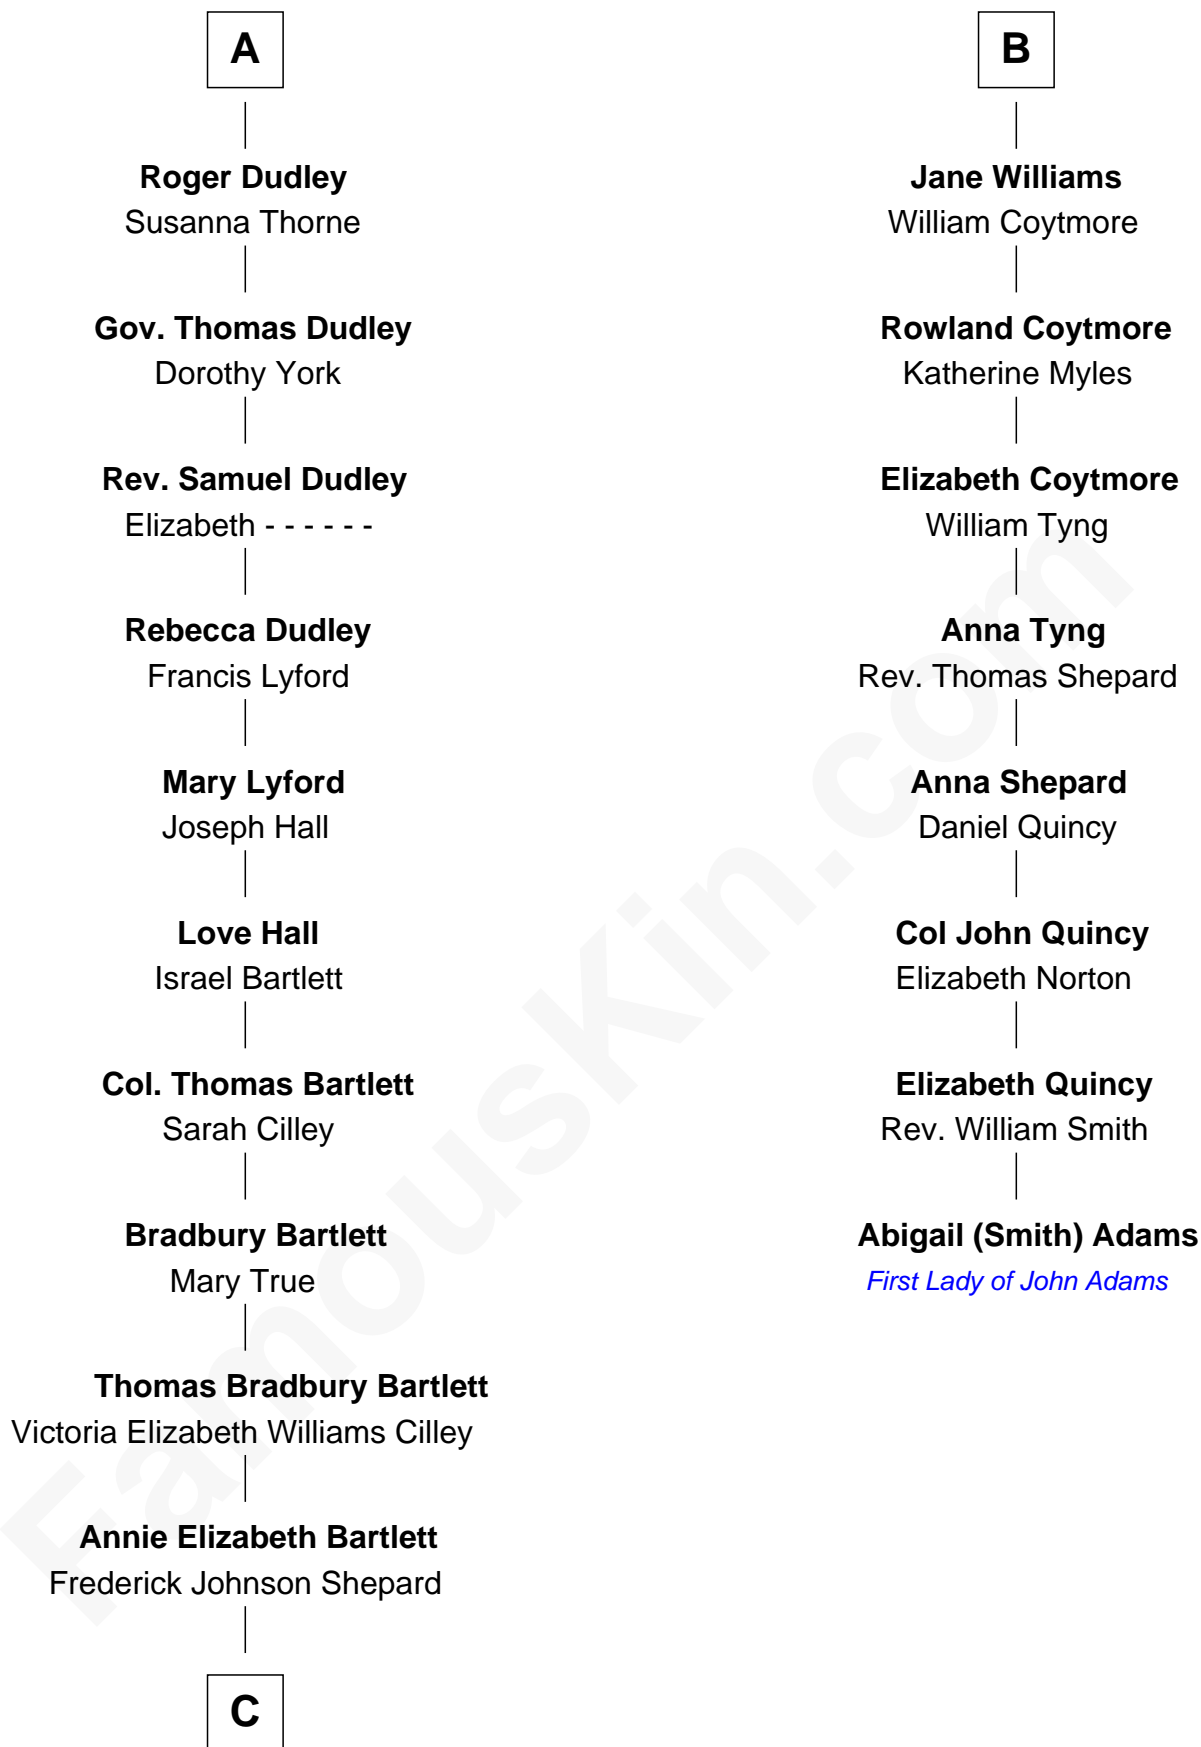 A
Roger Dudley
Susanna Thorne
Gov. Thomas Dudley
Dorothy York
Rev. Samuel Dudley
Elizabeth - - - - - -
Rebecca Dudley
Francis Lyford
Mary Lyford
Joseph Hall
Love Hall
Israel Bartlett
Col. Thomas Bartlett
Sarah Cilley
Bradbury Bartlett
Mary True
Thomas Bradbury Bartlett
Victoria Elizabeth Williams Cilley
Annie Elizabeth Bartlett
Frederick Johnson Shepard
C
B
Jane Williams
William Coytmore
Rowland Coytmore
Katherine Myles
Elizabeth Coytmore
William Tyng
Anna Tyng
Rev. Thomas Shepard
Anna Shepard
Daniel Quincy
Col John Quincy
Elizabeth Norton
Elizabeth Quincy
Rev. William Smith
Abigail (Smith) Adams
First Lady of John Adams
FamousKin.com